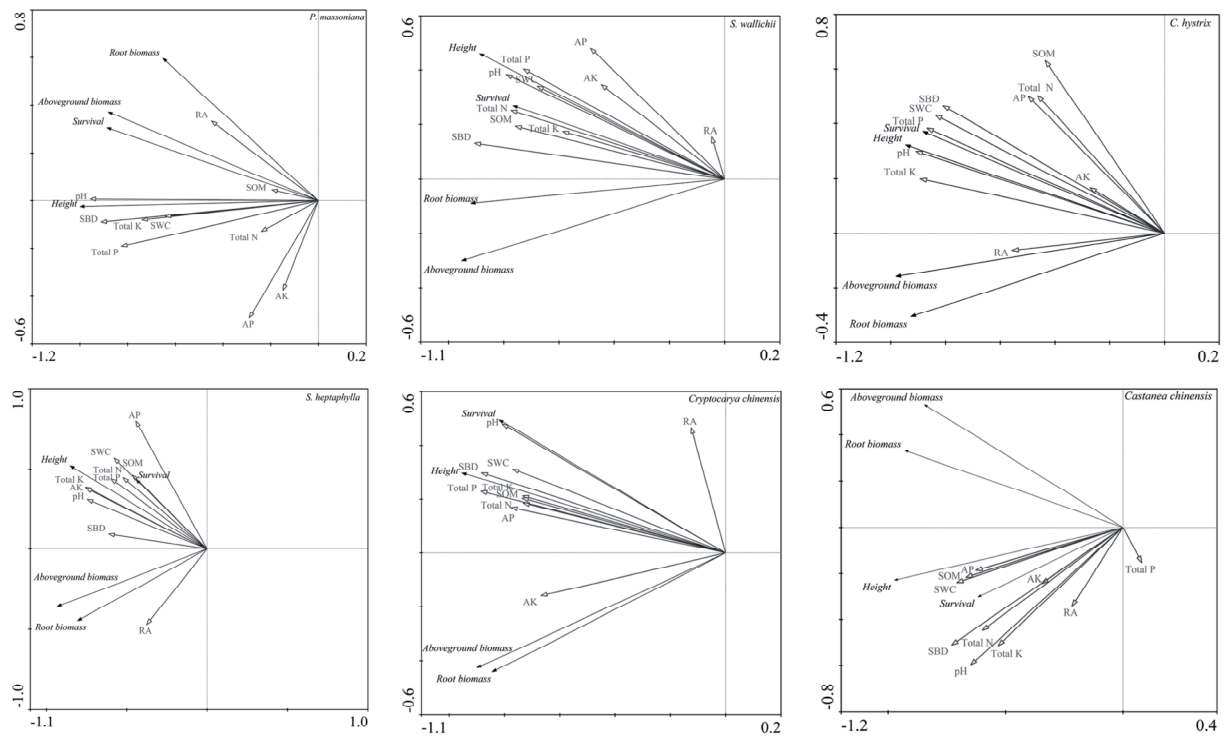 0.8
P. massoniana
Root biomass
Aboveground biomass
RA
Survival
SOM
pH
Height
SBD
Total K
SWC
Total N
Total P
AK
AP
-0.6
-1.2
0.2
0.6
S. wallichii
AP
Height
Total P
pH
AK
SWC
Survival
Total N
SOM
Total K
RA
SBD
Root biomass
Aboveground biomass
-0.6
-1.1
0.2
0.8
C. hystrix
SOM
Total N
AP
SBD
SWC
Total P
Survival
Height
pH
Total K
AK
RA
Aboveground biomass
Root biomass
-0.4
-1.2
0.2
1.0
S. heptaphylla
AP
SWC
Height
SOM
Total N
Total P
Survival
Total K
AK
pH
SBD
Aboveground biomass
Root biomass
RA
-1.0
-1.1
1.0
0.6
Cryptocarya chinensis
Survival
pH
RA
SWC
Height
SBD
Total P
Total K
SOM
Total N
AP
AK
Aboveground biomass
Root biomass
-0.6
-1.1
0.2
0.6
Castanea chinensis
Aboveground biomass
Root biomass
Total P
AP
SOM
AK
Height
SWC
Survival
RA
Total N
SBD
Total K
pH
-0.8
-1.2
0.4